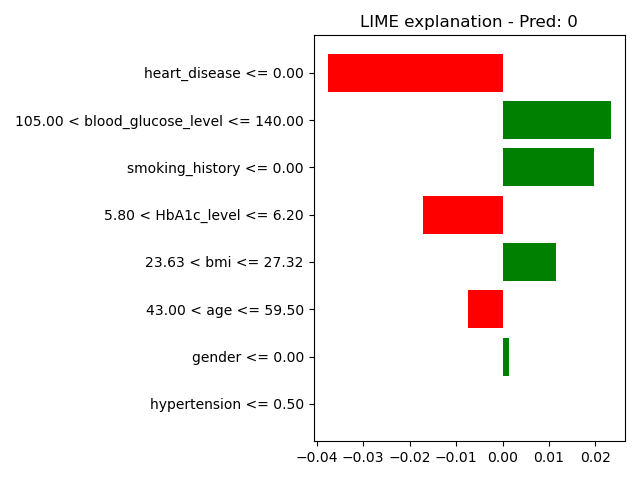 LIME explanation - Pred: 0
heart_disease <= 0.00
105.00 < blood_glucose_level <= 140.00
smoking_history <= 0.00
5.80 < HbA1c_level <= 6.20
23.63 < bmi <= 27.32
43.00 < age <= 59.50
gender <= 0.00
hypertension <= 0.50
−0.04 −0.03 −0.02 −0.01 0.00 0.01 0.02